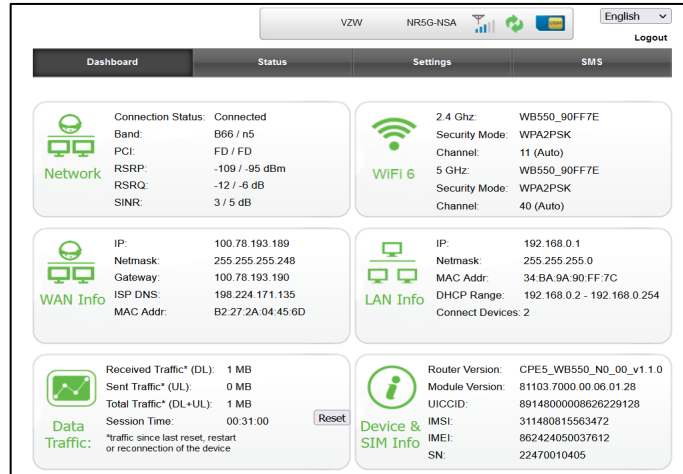 VZW NR5G-NSA English
Logout
Dashboard Status Settings SMS
Network
Connection Status: Connected
Band: B66 / n5
PCI: FD / FD
RSRP: -109 / -95 dBm
RSRQ: -12 / -6 dB
SINR: 3 / 5 dB
WiFi 6
2.4 Ghz: WB550_90FF7E
Security Mode: WPA2PSK
Channel: 11 (Auto)
5 GHz: WB550_90FF7E
Security Mode: WPA2PSK
Channel: 40 (Auto)
WAN Info
IP: 100.78.193.189
Netmask: 255.255.255.248
Gateway: 100.78.193.190
ISP DNS: 198.224.171.135
MAC Addr: B2:27:2A:04:45:6D
LAN Info
IP: 192.168.0.1
Netmask: 255.255.255.0
MAC Addr: 34:BA:9A:90:FF:7C
DHCP Range: 192.168.0.2 - 192.168.0.254
Connect Devices: 2
Data
Traffic:
Received Traffic* (DL): 1 MB
Sent Traffic* (UL): 0 MB
Total Traffic* (DL+UL): 1 MB
Session Time: 00:31:00
Reset
*traffic since last reset, restart
or reconnection of the device
Device &
SIM Info
Router Version: CPE5_WB550_N0_00_v1.1.0
Module Version: 81103.7000.00.06.01.28
UICCID: 89148000008626229128
IMSI: 311480815563472
IMEI: 862424050037612
SN: 22470010405